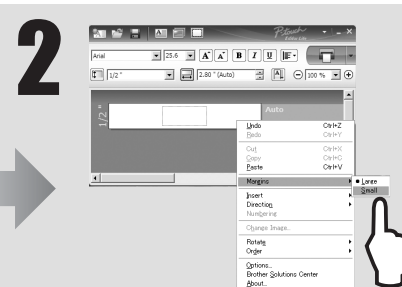 2
P-touch
Editor Lite
Arial 25.6 A A B I U
1/2 " 2.80 " (Auto) A 100 %
1/2 "
Auto
Undo Ctrl+Z
Redo Ctrl+Y
Cut Ctrl+X
Copy Ctrl+C
Paste Ctrl+V
Margins
Large
Small
Insert
Direction
Numbering
Change Image...
Rotate
Order
Options...
Brother Solutions Center
About...